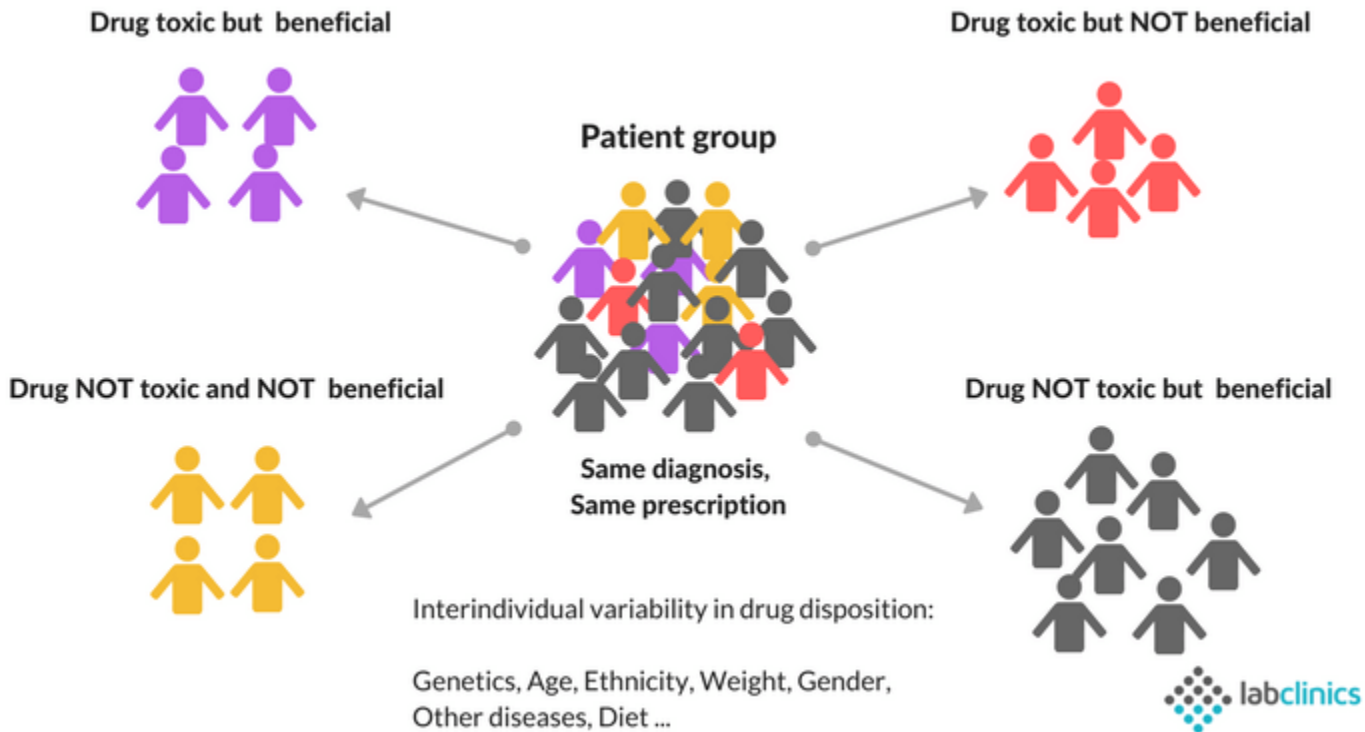 Drug toxic but beneficial
Drug toxic but NOT beneficial
Patient group
Drug NOT toxic and NOT beneficial
Drug NOT toxic but beneficial
Same diagnosis,
Same prescription
Interindividual variability in drug disposition:
Genetics, Age, Ethnicity, Weight, Gender,
Other diseases, Diet ...
labclinics